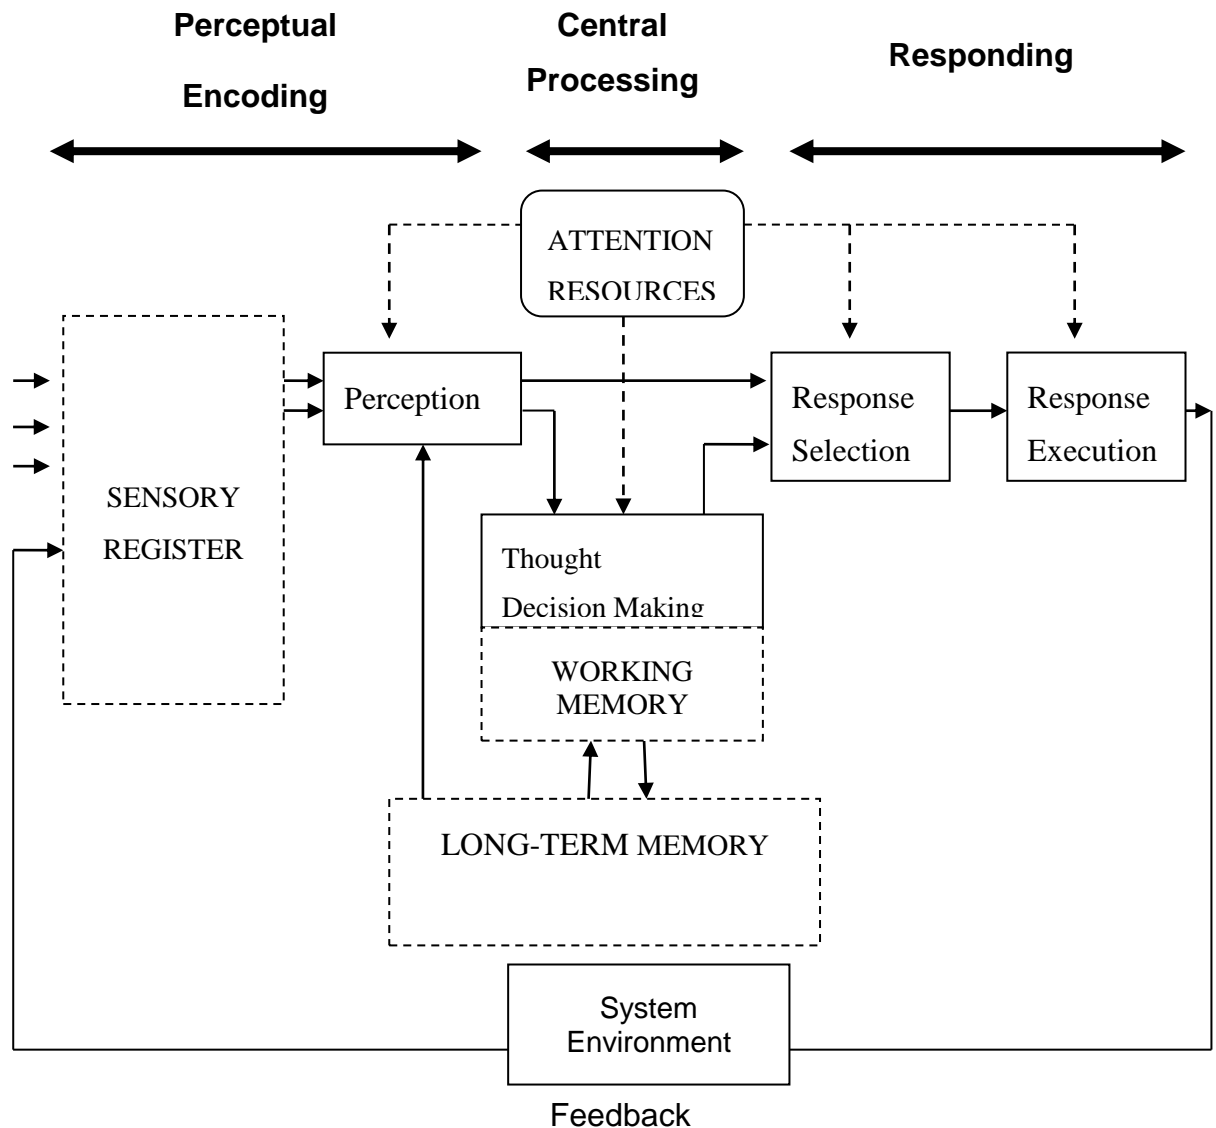 Perceptual
Encoding
Central
Processing
Responding
ATTENTION
RESOURCES
Perception
Response
Selection
Response
Execution
SENSORY
REGISTER
Thought
Decision Making
WORKING
MEMORY
LONG-TERM MEMORY
System
Environment
Feedback